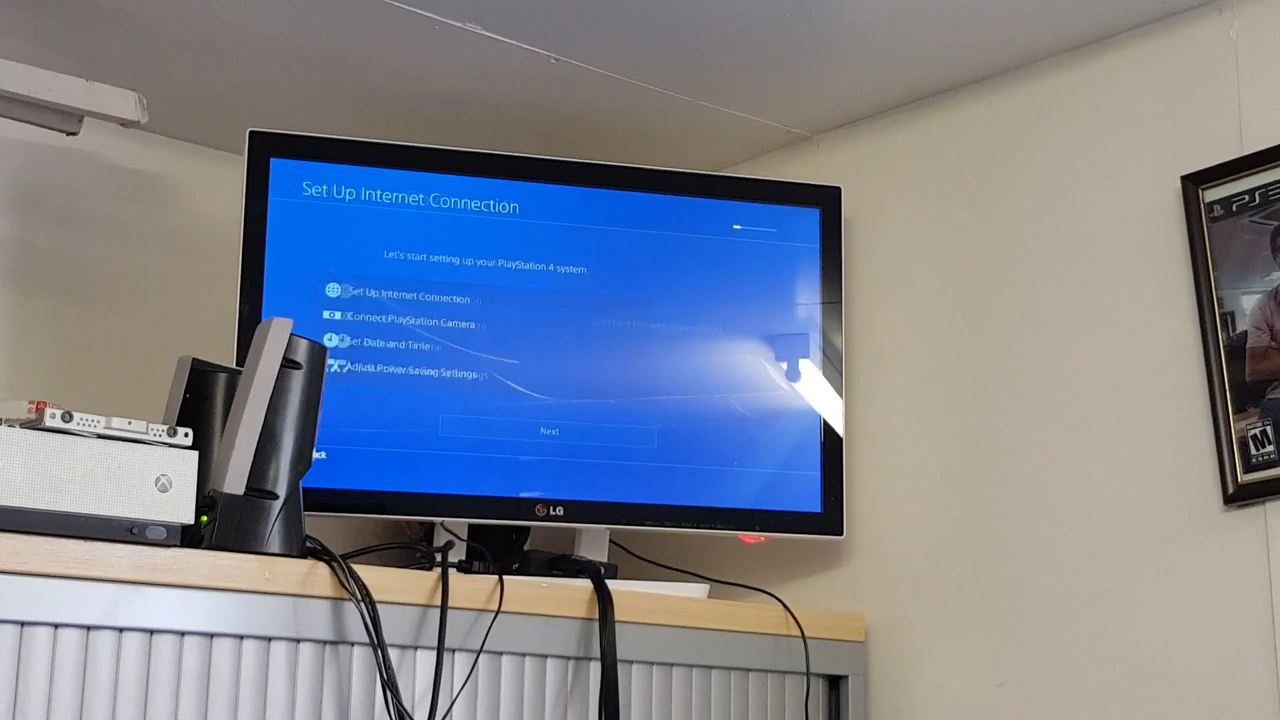 Set Up Internet Connection
Let's start setting up your PlayStation 4 system.
Set Up Internet Connection
Connect PlayStation Camera
Set Date and Time
Adjust Power Saving Settings
Next
LG
PS3
M